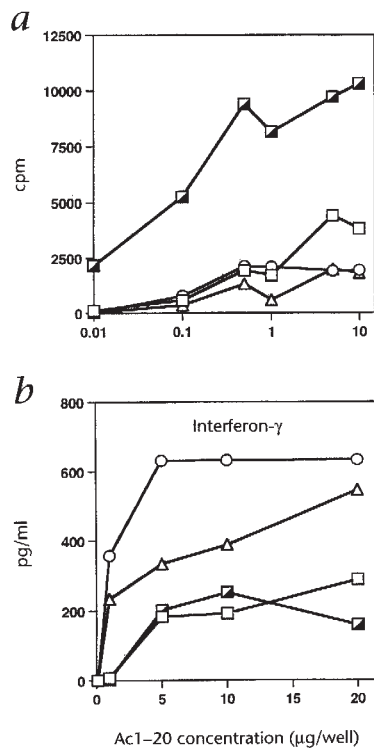 a
12500
10000
7500
5000
2500
0
cpm
0.01 0.1 1 10
b
800
600
400
200
0
pg/ml
Interferon-γ
0 5 10 15 20
Ac1–20 concentration (μg/well)